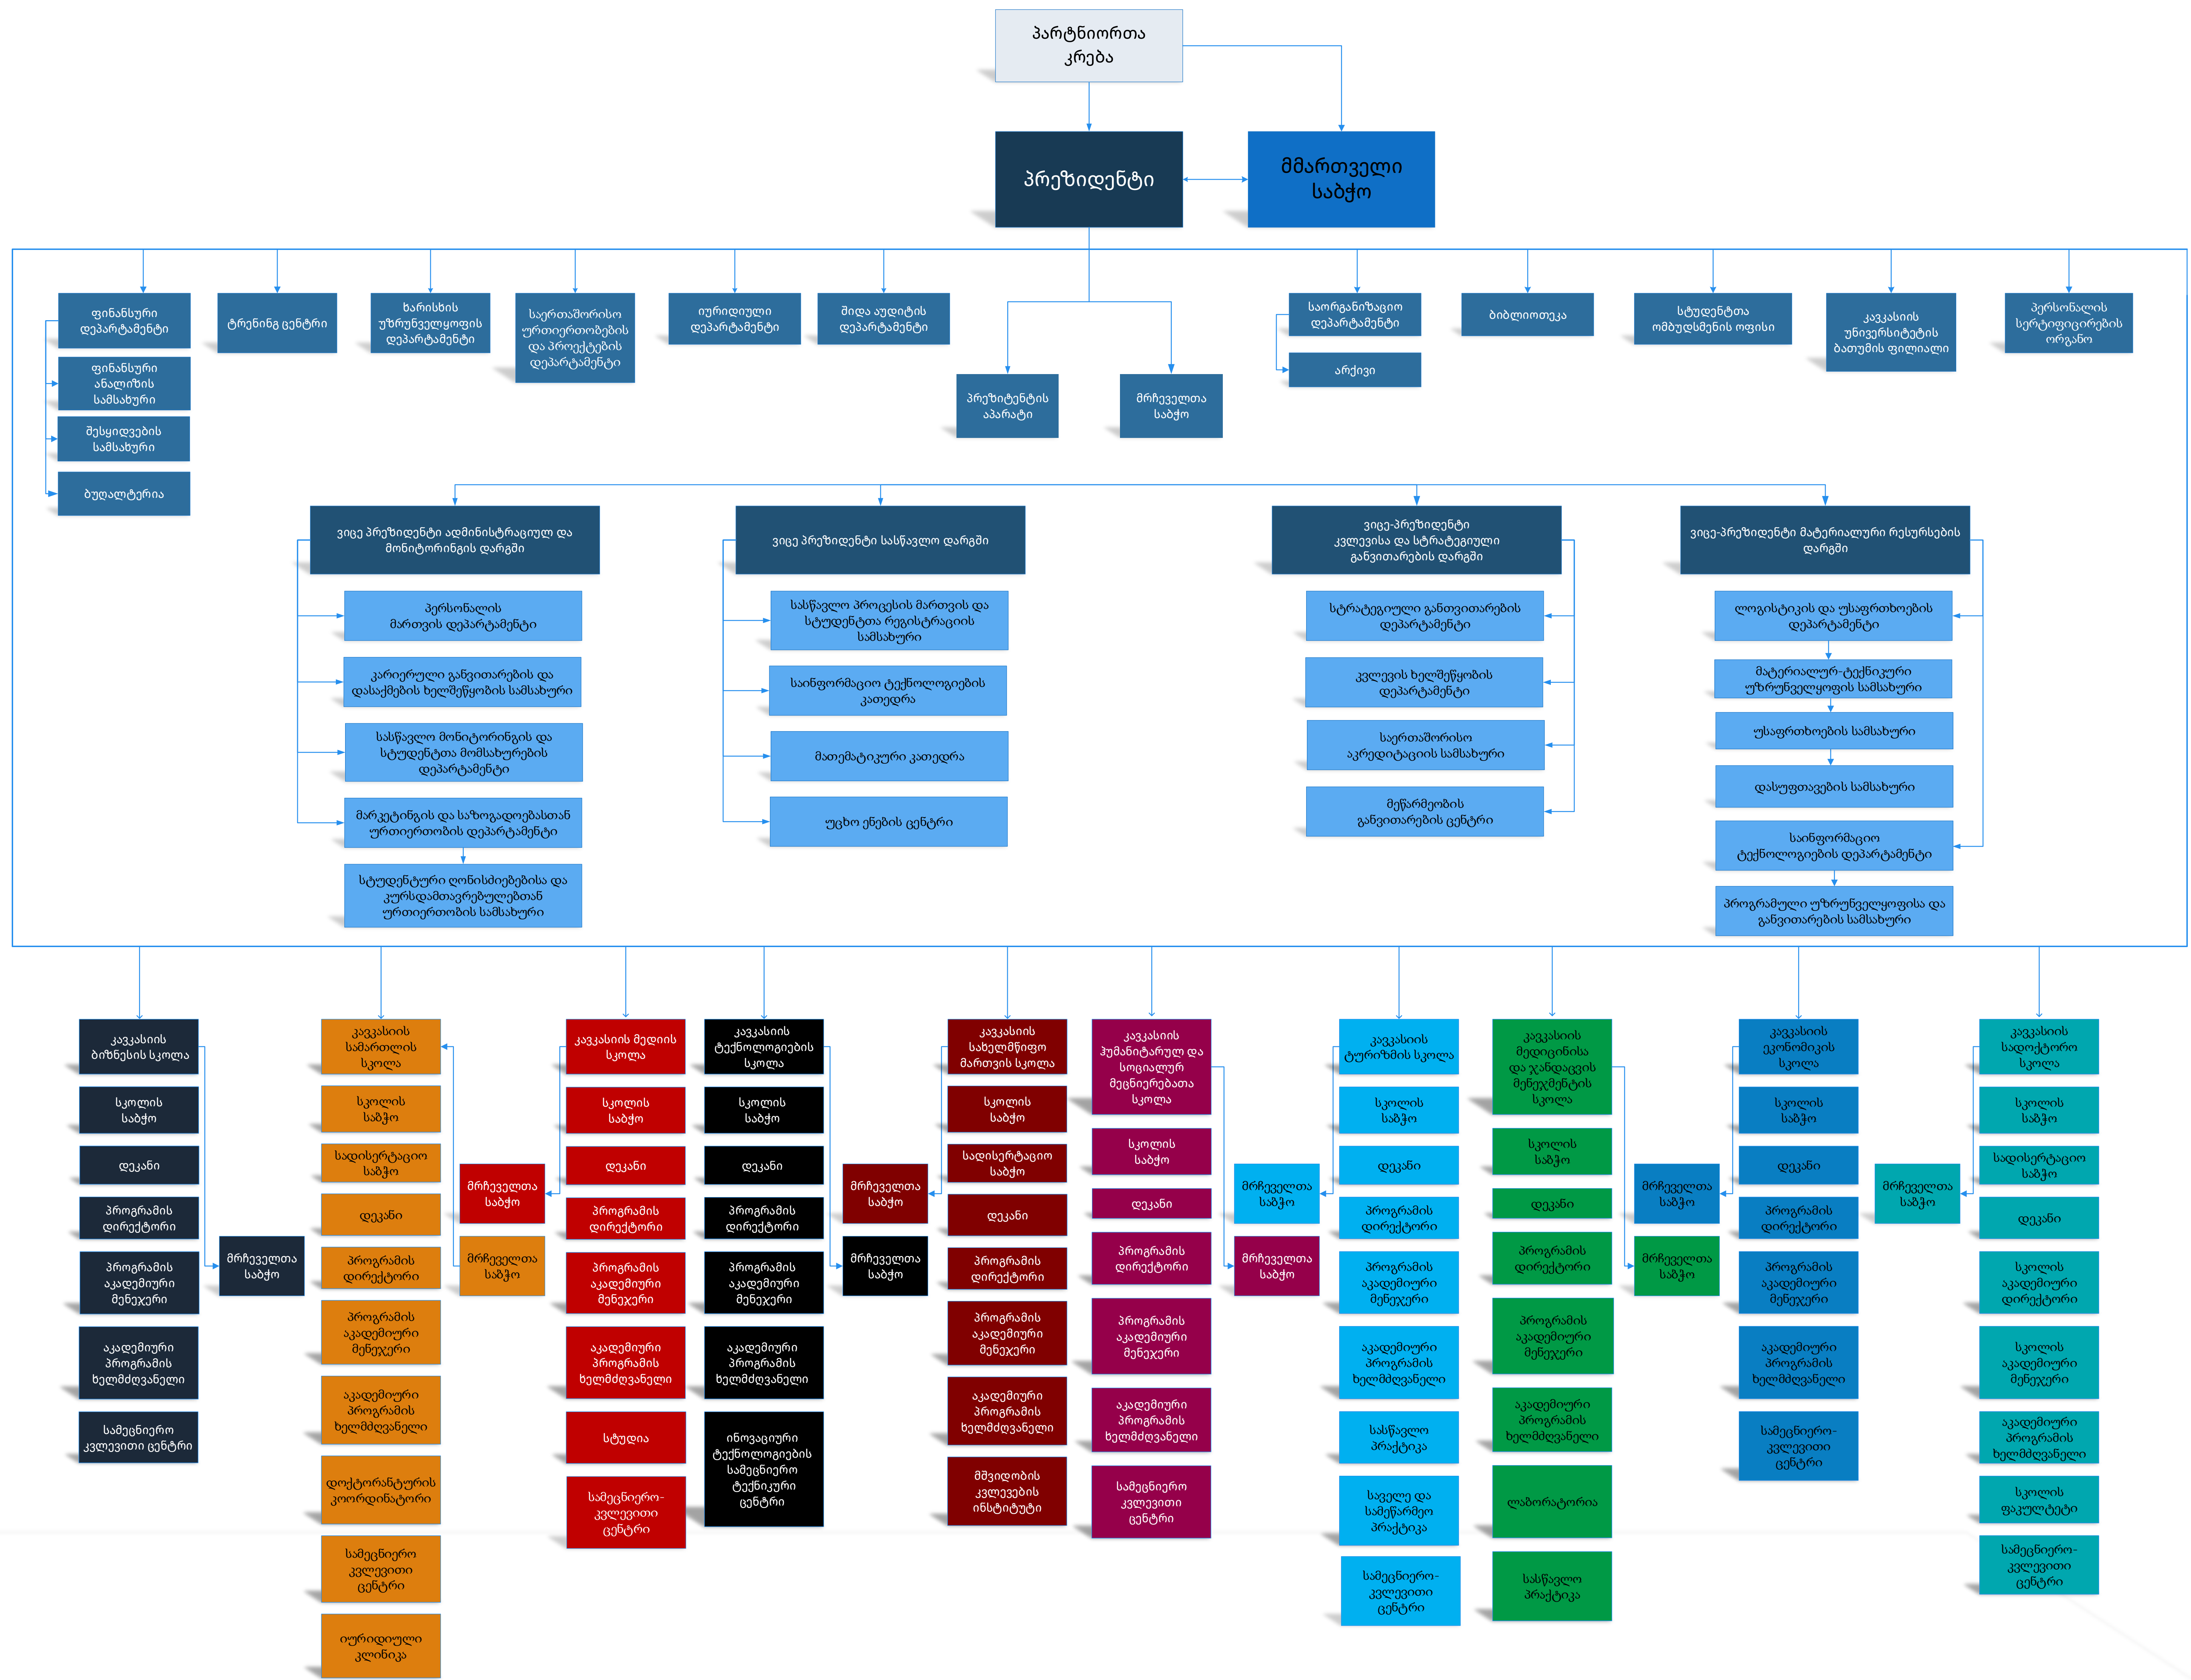 პარტნიორთა
კრება
პრეზიდენტი
მმართველი
საბჭო
ფინანსური
დეპარტამენტი
ფინანსური
ანალიზის
სამსახური
შესყიდვების
სამსახური
ბუღალტერია
ტრენინგ ცენტრი
ხარისხის
უზრუნველყოფის
დეპარტამენტი
საერთაშორისო
ურთიერთობების
და პროექტების
დეპარტამენტი
იურიდიული
დეპარტამენტი
შიდა აუდიტის
დეპარტამენტი
პრეზიტენტის
აპარატი
მრჩეველთა
საბჭო
საორგანიზაციო
დეპარტამენტი
არქივი
ბიბლიოთეკა
სტუდენტთა
ომბუდსმენის ოფისი
კავკასიის
უნივერსიტეტის
ბათუმის ფილიალი
პერსონალის
სერტიფიცირების
ორგანო
ვიცე პრეზიდენტი ადმინისტრაციულ და
მონიტორინგის დარგში
პერსონალის
მართვის დეპარტამენტი
კარიერული განვითარების და
დასაქმების ხელშეწყობის სამსახური
სასწავლო მონიტორინგის და
სტუდენტთა მომსახურების
დეპარტამენტი
მარკეტინგის და საზოგადოებასთან
ურთიერთობის დეპარტამენტი
სტუდენტური ღონისძიებებისა და
კურსდამთავრებულებთან
ურთიერთობის სამსახური
ვიცე პრეზიდენტი სასწავლო დარგში
სასწავლო პროცესის მართვის და
სტუდენტთა რეგისტრაციის
სამსახური
საინფორმაციო ტექნოლოგიების
კათედრა
მათემატიკური კათედრა
უცხო ენების ცენტრი
ვიცე-პრეზიდენტი
კვლევისა და სტრატეგიული
განვითარების დარგში
სტრატეგიული განთვითარების
დეპარტამენტი
კვლევის ხელშეწყობის
დეპარტამენტი
საერთაშორისო
აკრედიტაციის სამსახური
მეწარმეობის
განვითარების ცენტრი
ვიცე-პრეზიდენტი მატერიალური რესურსების
დარგში
ლოგისტიკის და უსაფრთხოების
დეპარტამენტი
მატერიალურ-ტექნიკური
უზრუნველყოფის სამსახური
უსაფრთხოების სამსახური
დასუფთავების სამსახური
საინფორმაციო
ტექნოლოგიების დეპარტამენტი
პროგრამული უზრუნველყოფისა და
განვითარების სამსახური
კავკასიის
ბიზნესის სკოლა
სკოლის
საბჭო
დეკანი
პროგრამის
დირექტორი
პროგრამის
აკადემიური
მენეჯერი
აკადემიური
პროგრამის
ხელმძღვანელი
სამეცნიერო
კვლევითი ცენტრი
მრჩეველთა
საბჭო
კავკასიის
სამართლის
სკოლა
სკოლის
საბჭო
სადისერტაციო
საბჭო
დეკანი
პროგრამის
დირექტორი
პროგრამის
აკადემიური
მენეჯერი
აკადემიური
პროგრამის
ხელმძღვანელი
დოქტორანტურის
კოორდინატორი
სამეცნიერო
კვლევითი
ცენტრი
იურიდიული
კლინიკა
მრჩეველთა
საბჭო
მრჩეველთა
საბჭო
კავკასიის მედიის
სკოლა
სკოლის
საბჭო
დეკანი
პროგრამის
დირექტორი
პროგრამის
აკადემიური
მენეჯერი
აკადემიური
პროგრამის
ხელმძღვანელი
სტუდია
სამეცნიერო-
კვლევითი
ცენტრი
კავკასიის
ტექნოლოგიების
სკოლა
სკოლის
საბჭო
დეკანი
პროგრამის
დირექტორი
პროგრამის
აკადემიური
მენეჯერი
აკადემიური
პროგრამის
ხელმძღვანელი
ინოვაციური
ტექნოლოგიების
სამეცნიერო
ტექნიკური
ცენტრი
მრჩეველთა
საბჭო
მრჩეველთა
საბჭო
კავკასიის
სახელმწიფო
მართვის სკოლა
სკოლის
საბჭო
სადისერტაციო
საბჭო
დეკანი
პროგრამის
დირექტორი
პროგრამის
აკადემიური
მენეჯერი
აკადემიური
პროგრამის
ხელმძღვანელი
მშვიდობის
კვლევების
ინსტიტუტი
კავკასიის
ჰუმანიტარულ და
სოციალურ
მეცნიერებათა
სკოლა
სკოლის
საბჭო
დეკანი
პროგრამის
დირექტორი
პროგრამის
აკადემიური
მენეჯერი
აკადემიური
პროგრამის
ხელმძღვანელი
სამეცნიერო
კვლევითი
ცენტრი
მრჩეველთა
საბჭო
მრჩეველთა
საბჭო
კავკასიის
ტურიზმის სკოლა
სკოლის
საბჭო
დეკანი
პროგრამის
დირექტორი
პროგრამის
აკადემიური
მენეჯერი
აკადემიური
პროგრამის
ხელმძღვანელი
სასწავლო
პრაქტიკა
საველე და
სამეწარმეო
პრაქტიკა
სამეცნიერო-
კვლევითი
ცენტრი
კავკასიის
მედიცინისა
და ჯანდაცვის
მენეჯმენტის
სკოლა
სკოლის
საბჭო
დეკანი
პროგრამის
დირექტორი
პროგრამის
აკადემიური
მენეჯერი
აკადემიური
პროგრამის
ხელმძღვანელი
ლაბორატორია
სასწავლო
პრაქტიკა
მრჩეველთა
საბჭო
მრჩეველთა
საბჭო
კავკასიის
ეკონომიკის
სკოლა
სკოლის
საბჭო
დეკანი
პროგრამის
დირექტორი
პროგრამის
აკადემიური
მენეჯერი
აკადემიური
პროგრამის
ხელმძღვანელი
სამეცნიერო-
კვლევითი
ცენტრი
მრჩეველთა
საბჭო
კავკასიის
სადოქტორო
სკოლა
სკოლის
საბჭო
სადისერტაციო
საბჭო
დეკანი
სკოლის
აკადემიური
დირექტორი
სკოლის
აკადემიური
მენეჯერი
აკადემიური
პროგრამის
ხელმძღვანელი
სკოლის
ფაკულტეტი
სამეცნიერო-
კვლევითი
ცენტრი